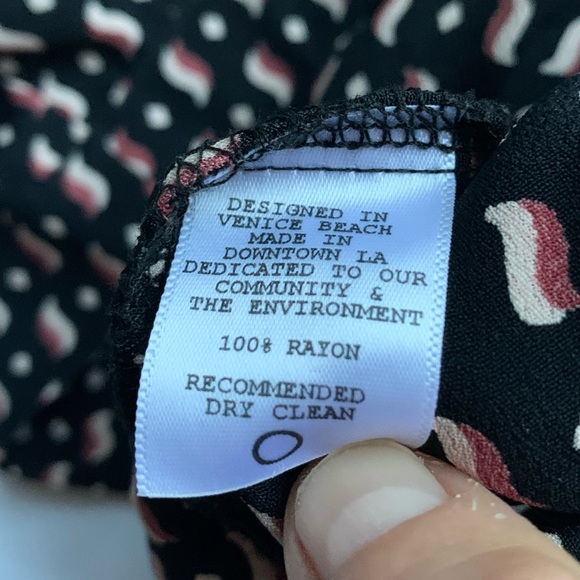 DESIGNED IN
VENICE BEACH
MADE IN
DOWNTOWN LA
DEDICATED TO OUR
COMMUNITY &
THE ENVIRONMENT
100% RAYON
RECOMMENDED
DRY CLEAN